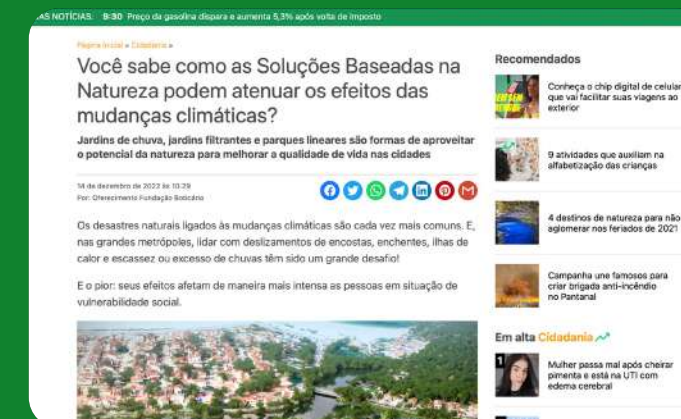 AS NOTÍCIAS: 9:30 Preço da gasolina dispara e aumenta 5,3% após volta de imposto
Página Inicial » Cidadania »
Você sabe como as Soluções Baseadas na
Natureza podem atenuar os efeitos das
mudanças climáticas?
Jardins de chuva, jardins filtrantes e parques lineares são formas de aproveitar
o potencial da natureza para melhorar a qualidade de vida nas cidades
14 de dezembro de 2022 às 10:29
Por: Oferecimento Fundação Boticário
Os desastres naturais ligados às mudanças climáticas são cada vez mais comuns. E,
nas grandes metrópoles, lidar com deslizamentos de encostas, enchentes, ilhas de
calor e escassez ou excesso de chuvas têm sido um grande desafio!
E o pior: seus efeitos afetam de maneira mais intensa as pessoas em situação de
vulnerabilidade social.
Recomendados
Conheça o chip digital de celular
que vai facilitar suas viagens ao
exterior
9 atividades que auxiliam na
alfabetização das crianças
4 destinos de natureza para não
aglomerar nos feriados de 2021
Campanha une famosos para
criar brigada anti-incêndio
no Pantanal
Em alta Cidadania
1
Mulher passa mal após cheirar
pimenta e está na UTI com
edema cerebral